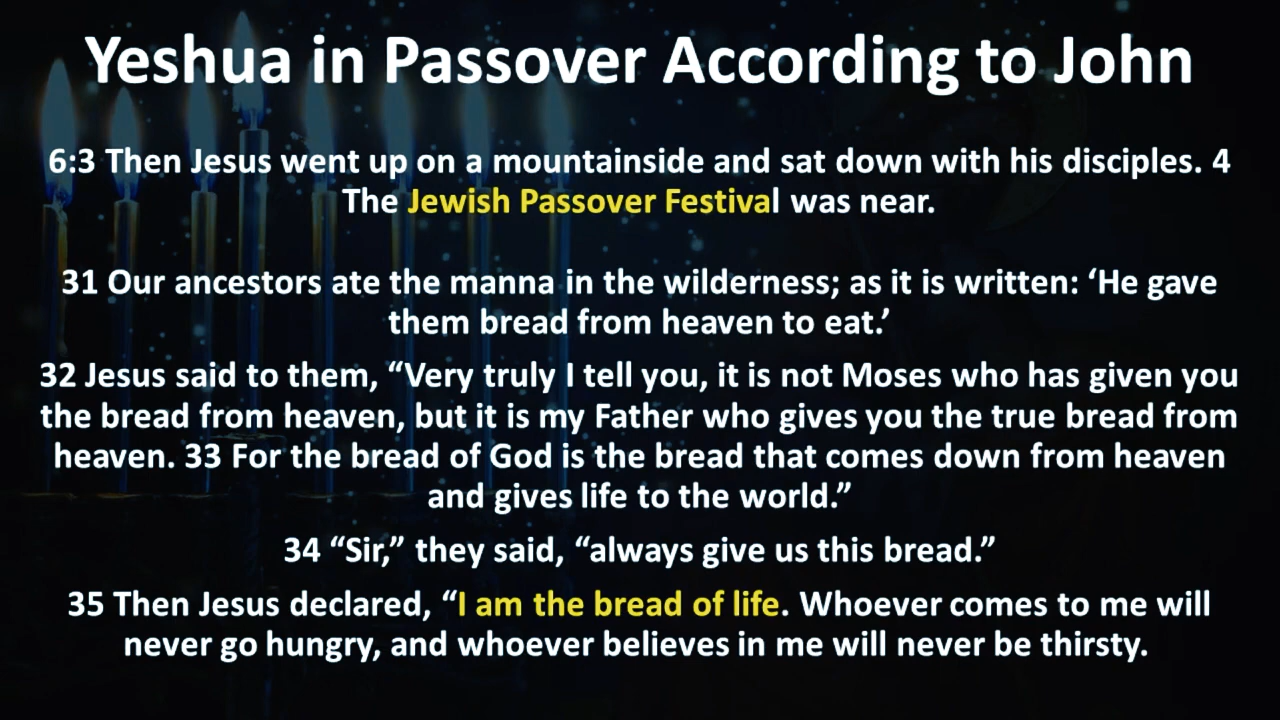 Yeshua in Passover According to John
6:3 Then Jesus went up on a mountainside and sat down with his disciples. 4
The Jewish Passover Festival was near.
31 Our ancestors ate the manna in the wilderness; as it is written: ‘He gave
them bread from heaven to eat.’
32 Jesus said to them, “Very truly I tell you, it is not Moses who has given you
the bread from heaven, but it is my Father who gives you the true bread from
heaven. 33 For the bread of God is the bread that comes down from heaven
and gives life to the world.”
34 “Sir,” they said, “always give us this bread.”
35 Then Jesus declared, “I am the bread of life. Whoever comes to me will
never go hungry, and whoever believes in me will never be thirsty.